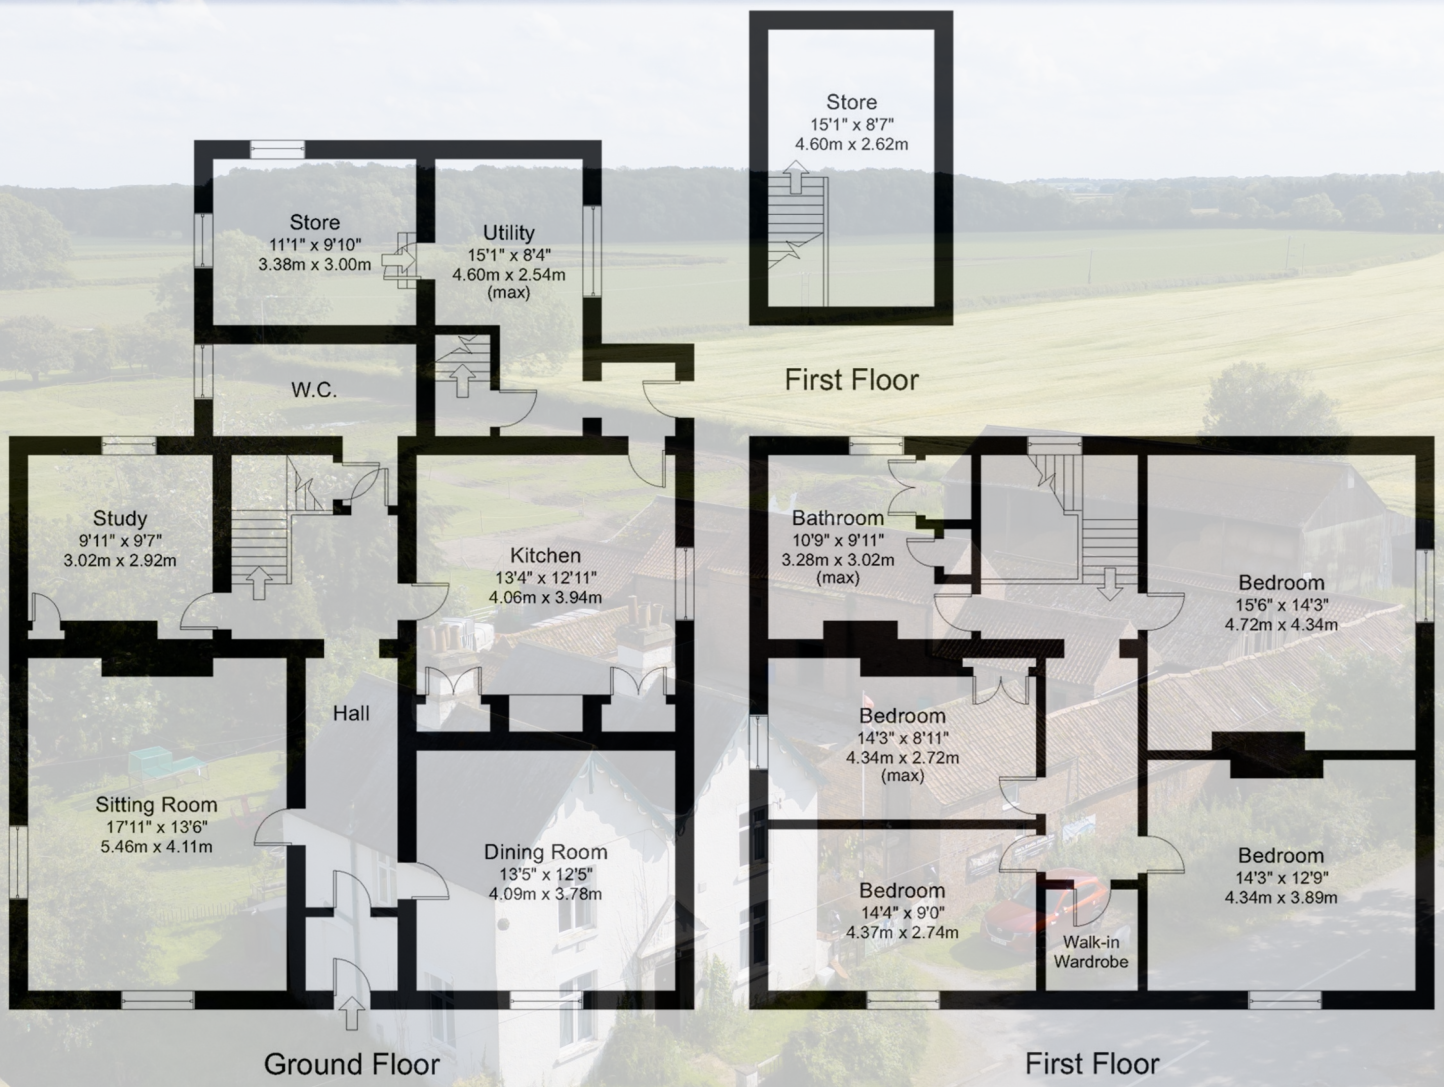 Store
15'1" x 8'7"
4.60m x 2.62m
First Floor
Store
11'1" x 9'10"
3.38m x 3.00m
Utility
15'1" x 8'4"
4.60m x 2.54m
(max)
W.C.
Study
9'11" x 9'7"
3.02m x 2.92m
Kitchen
13'4" x 12'11"
4.06m x 3.94m
Hall
Sitting Room
17'11" x 13'6"
5.46m x 4.11m
Dining Room
13'5" x 12'5"
4.09m x 3.78m
Ground Floor
Bathroom
10'9" x 9'11"
3.28m x 3.02m
(max)
Bedroom
15'6" x 14'3"
4.72m x 4.34m
Bedroom
14'3" x 8'11"
4.34m x 2.72m
(max)
Bedroom
14'4" x 9'0"
4.37m x 2.74m
Walk-in
Wardrobe
Bedroom
14'3" x 12'9"
4.34m x 3.89m
First Floor